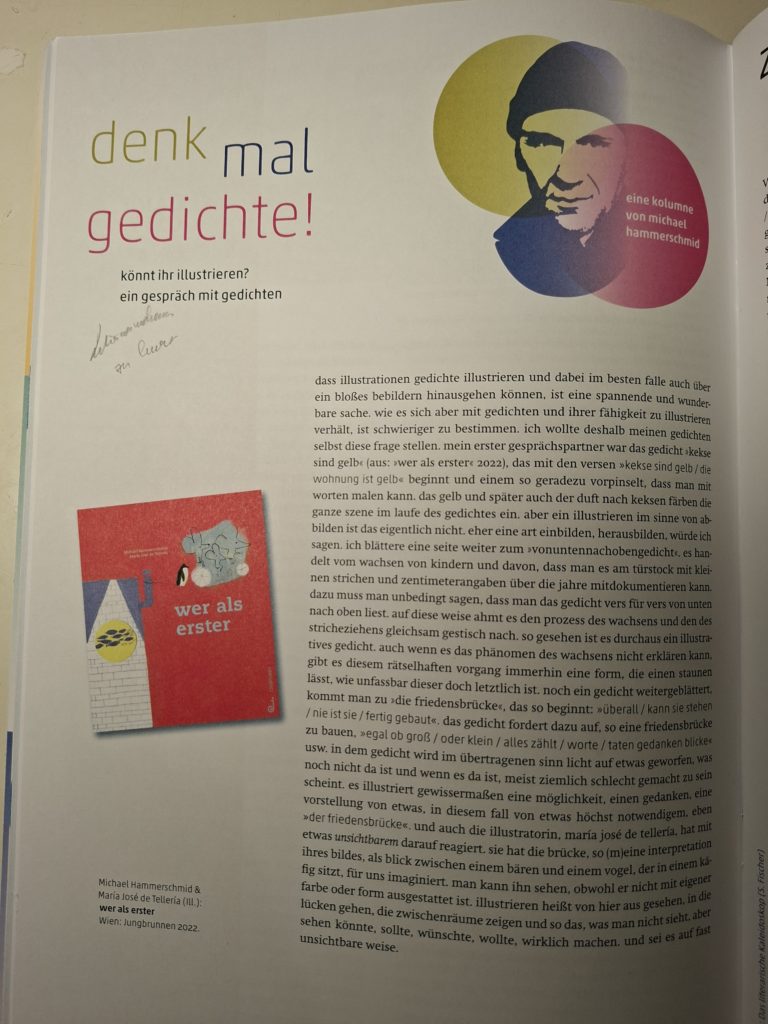 denk mal
gedichte!
eine kolumne
von michael
hammerschmid
könnt ihr illustrieren?
ein gespräch mit gedichten
dass illustrationen gedichte illustrieren und dabei im besten falle auch über
ein bloßes bebildern hinausgehen können, ist eine spannende und wunder-
bare sache. wie es sich aber mit gedichten und ihrer fähigkeit zu illustrieren
verhält, ist schwieriger zu bestimmen. ich wollte deshalb meinen gedichten
selbst diese frage stellen. mein erster gesprächspartner war das gedicht ›kekse
sind gelb‹ (aus: »wer als erster« 2022), das mit den versen »kekse sind gelb / die
wohnung ist gelb« beginnt und einem so geradezu vorpinselt, dass man mit
worten malen kann. das gelb und später auch der duft nach keksen färben die
ganze szene im laufe des gedichtes ein. aber ein illustrieren im sinne von ab-
bilden ist das eigentlich nicht. eher eine art einbilden, herausbilden, würde ich
sagen. ich blättere eine seite weiter zum »vonuntennachobengedicht«. es han-
delt vom wachsen von kindern und davon, dass man es am türstock mit klei-
nen strichen und zentimeterangaben über die jahre mitdokumentieren kann.
dazu muss man unbedingt sagen, dass man das gedicht vers für vers von unten
nach oben liest. auf diese weise ahmt es den prozess des wachsens und den des
stricheziehens gleichsam gestisch nach. so gesehen ist es durchaus ein illustra-
tives gedicht. auch wenn es das phänomen des wachsens nicht erklären kann,
gibt es diesem rätselhaften vorgang immerhin eine form, die einen staunen
lässt, wie unfassbar dieser doch letztlich ist. noch ein gedicht weitergeblättert,
kommt man zu »die friedensbrücke«, das so beginnt: »überall / kann sie stehen
/ nie ist sie / fertig gebaut«. das gedicht fordert dazu auf, so eine friedensbrücke
zu bauen, »egal ob groß / oder klein / alles zählt / worte / taten gedanken blicke«
usw. in dem gedicht wird im übertragenen sinn licht auf etwas geworfen, was
noch nicht da ist und wenn es da ist, meist ziemlich schlecht gemacht zu sein
scheint. es illustriert gewissermaßen eine möglichkeit, einen gedanken, eine
vorstellung von etwas, in diesem fall von etwas höchst notwendigem, eben
»der friedensbrücke«. und auch die illustratorin, maría josé de tellería, hat mit
etwas unsichtbarem darauf reagiert. sie hat die brücke, so (m)eine interpretation
ihres bildes, als blick zwischen einem bären und einem vogel, der in einem kä-
fig sitzt, für uns imaginiert. man kann ihn sehen, obwohl er nicht mit eigener
farbe oder form ausgestattet ist. illustrieren heißt von hier aus gesehen, in die
lücken gehen, die zwischenräume zeigen und so das, was man nicht sieht, aber
sehen könnte, sollte, wünschte, wollte, wirklich machen. und sei es auf fast
unsichtbare weise.
Michael Hammerschmid
María José de Tellería
wer als
erster
Michael Hammerschmid &
María José de Tellería (Ill.):
wer als erster
Wien: Jungbrunnen 2022.
Das literarische Kaleidoskop (S. Fischer)